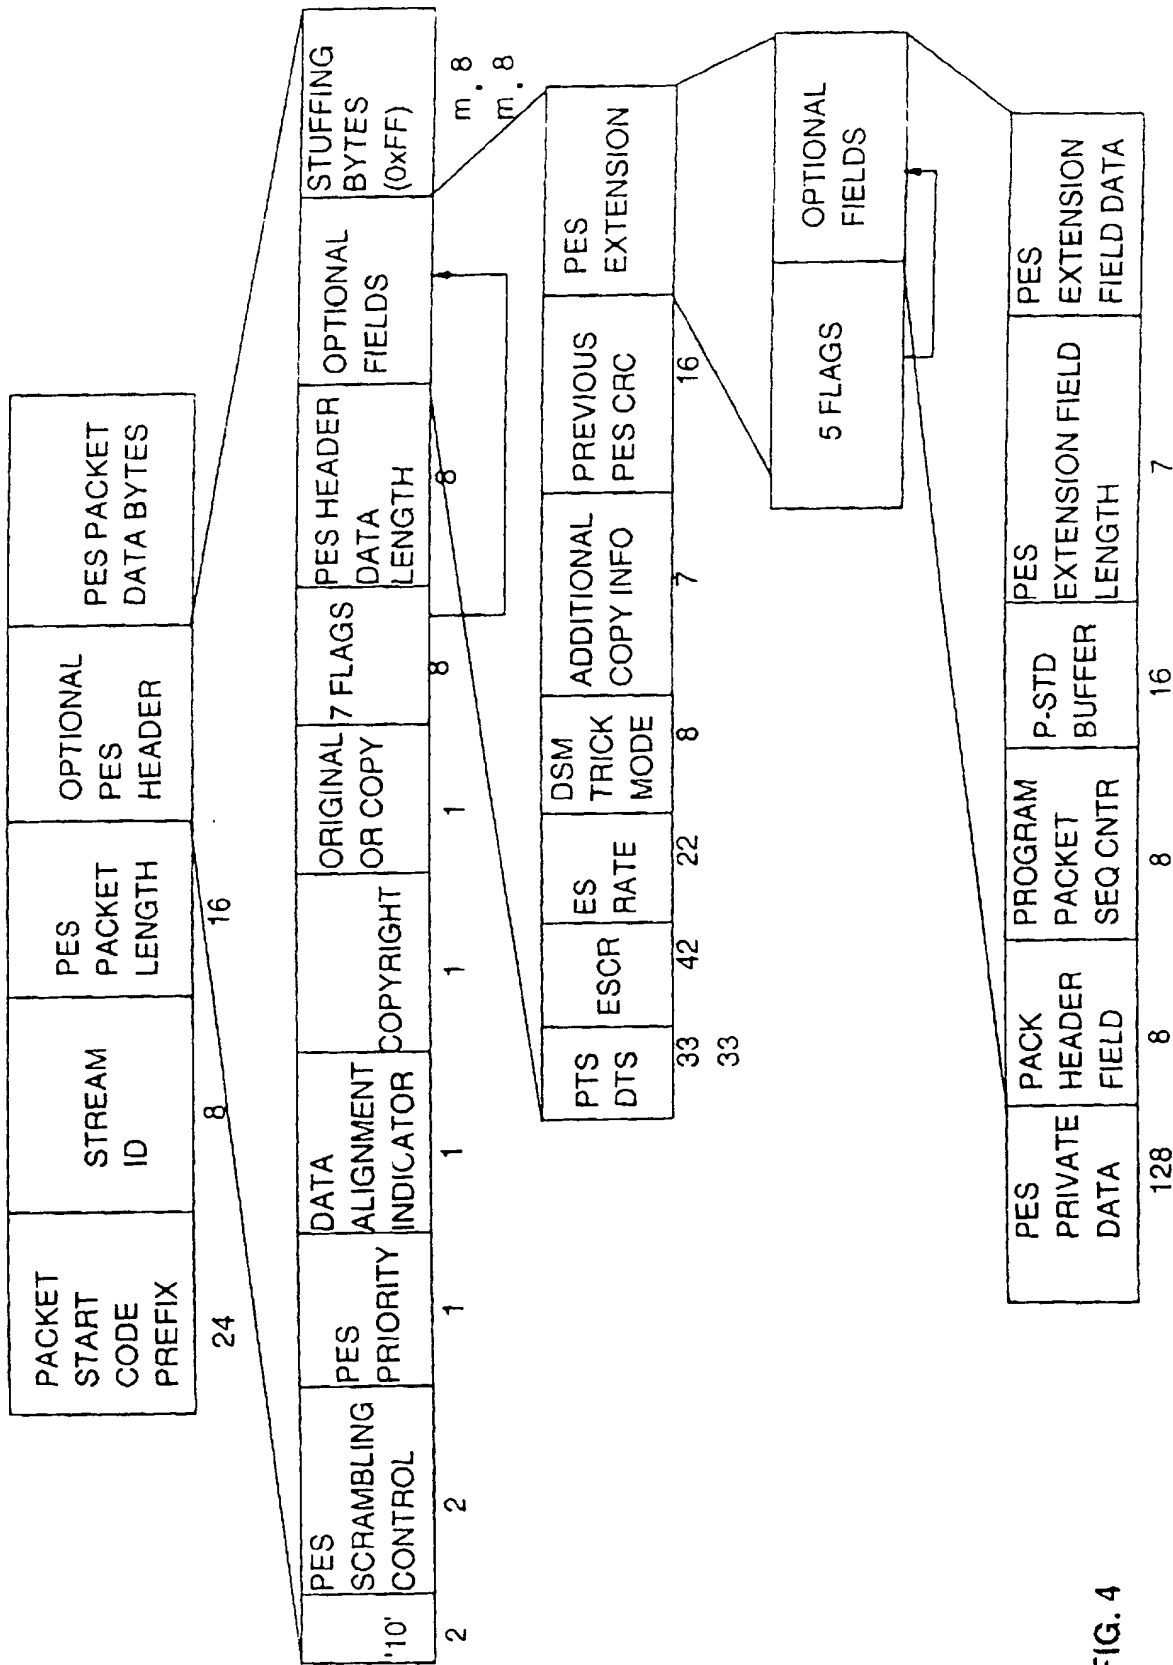 PACKET
START
CODE
PREFIX
STREAM
ID
PES
PACKET
LENGTH
OPTIONAL
PES
HEADER
PES PACKET
DATA BYTES
24
8
16
'10'
PES
SCRAMBLING
CONTROL
PES
PRIORITY
DATA
ALIGNMENT
INDICATOR
COPYRIGHT
ORIGINAL
OR COPY
7 FLAGS
PES HEADER
DATA
LENGTH
OPTIONAL
FIELDS
STUFFING
BYTES
(0xFF)
2
2
1
1
1
1
8
8
m . 8
m . 8
PTS
DTS
ESCR
ES
RATE
DSM
TRICK
MODE
ADDITIONAL
COPY INFO
PREVIOUS
PES CRC
PES
EXTENSION
33
33
42
22
8
7
16
5 FLAGS
OPTIONAL
FIELDS
PES
PRIVATE
DATA
PACK
HEADER
FIELD
PROGRAM
PACKET
SEQ CNTR
P-STD
BUFFER
PES
EXTENSION FIELD
LENGTH
PES
EXTENSION
FIELD DATA
128
8
8
16
7
FIG. 4